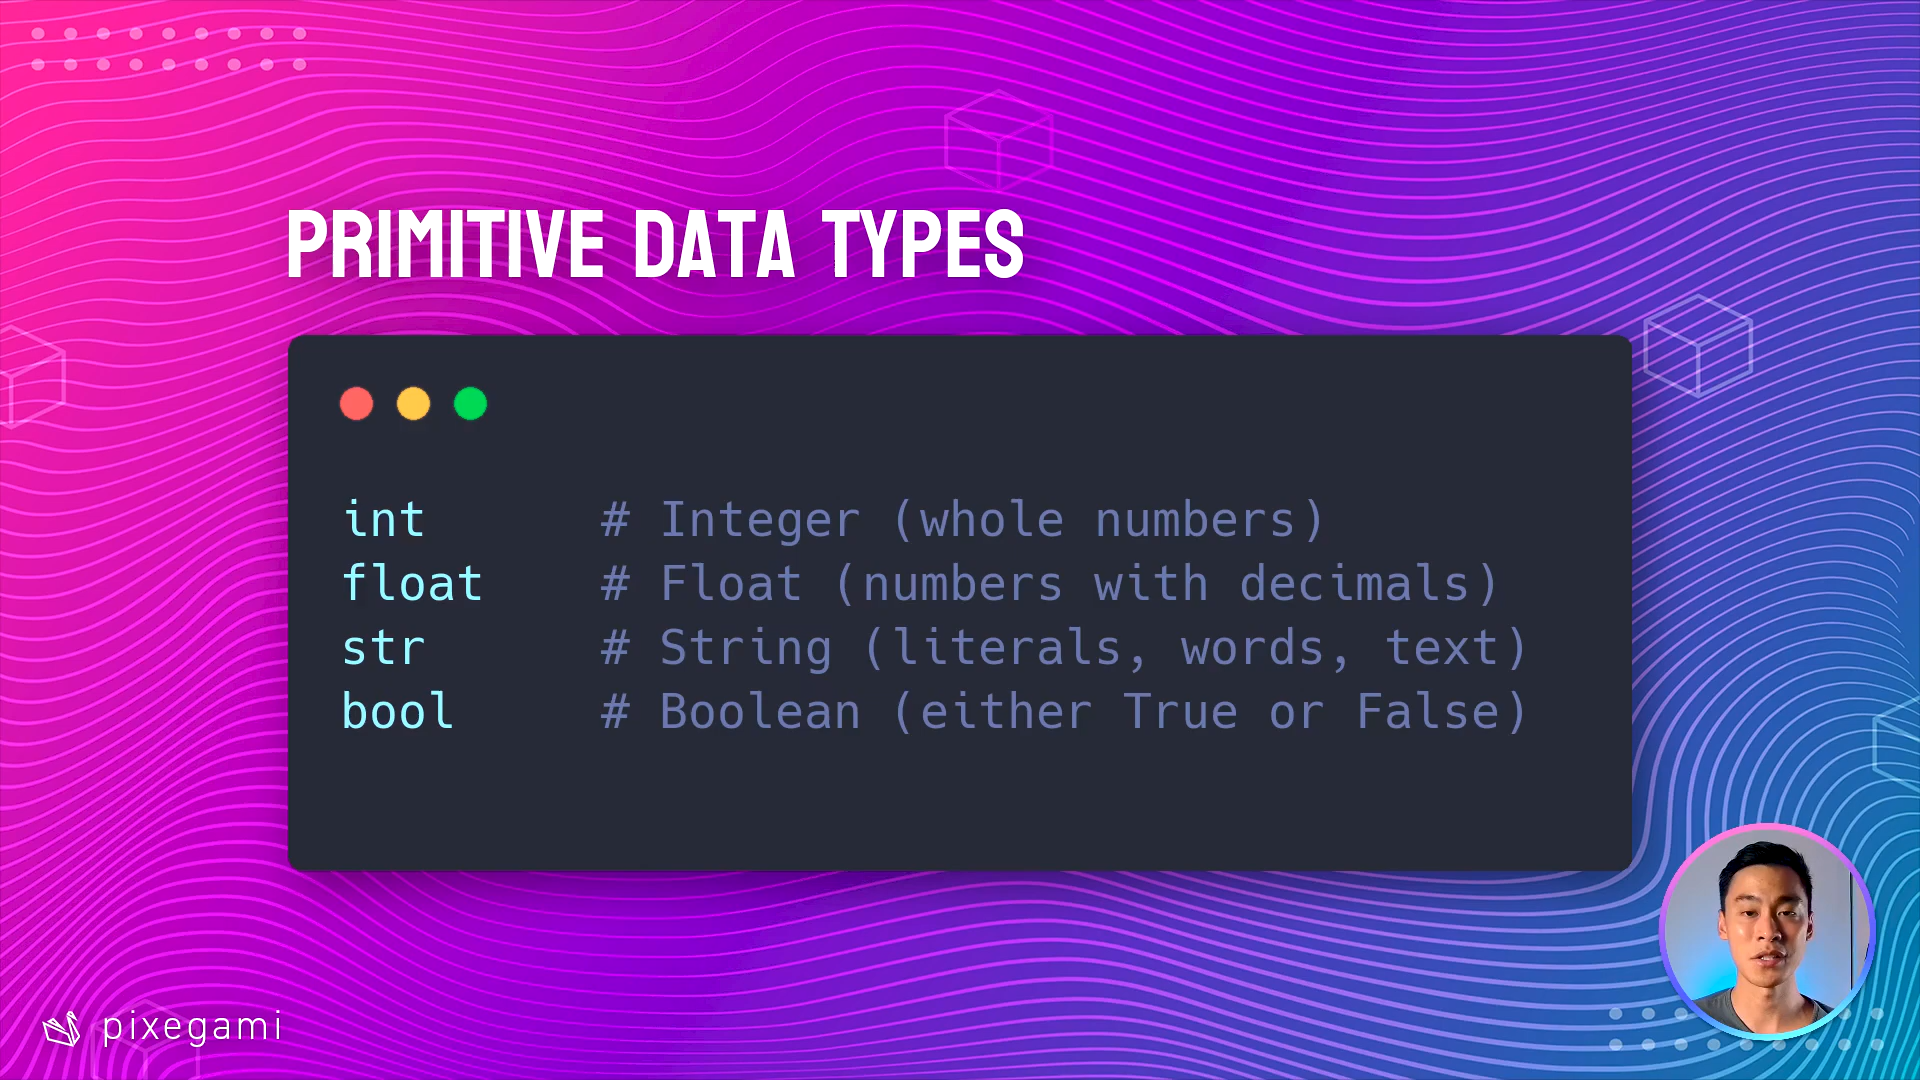 PRIMITIVE DATA TYPES
int # Integer (whole numbers)
float # Float (numbers with decimals)
str # String (literals, words, text)
bool # Boolean (either True or False)
pixegami